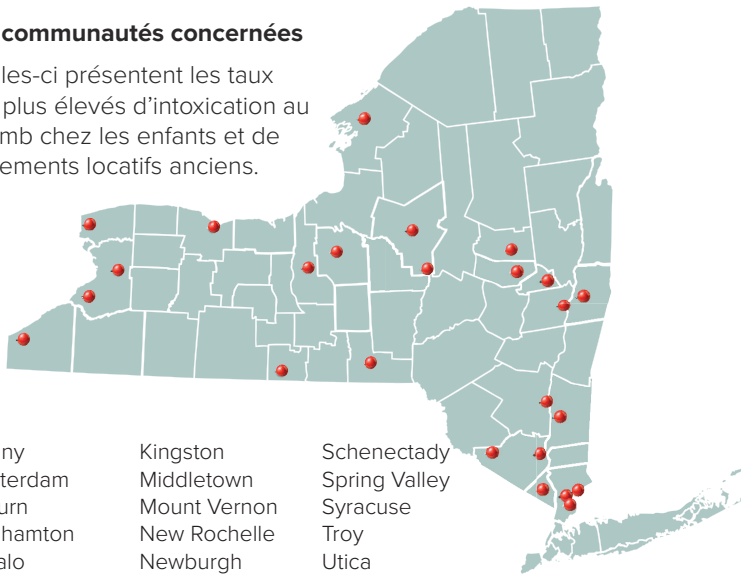 communautés concernées
les-ci présentent les taux
plus élevés d'intoxication au
mb chez les enfants et de
ements locatifs anciens.
ny
terdam
urn
hamton
alo
Kingston
Middletown
Mount Vernon
New Rochelle
Newburgh
Schenectady
Spring Valley
Syracuse
Troy
Utica